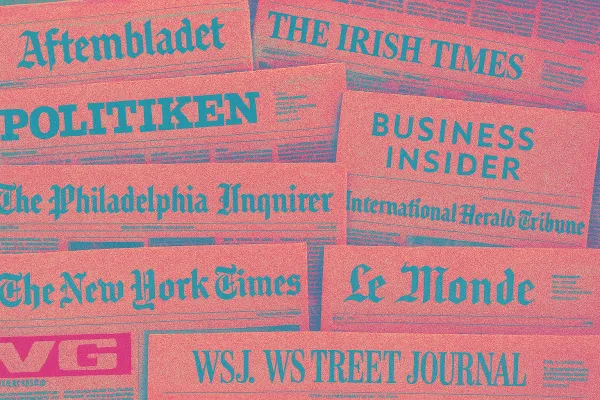 Aftembladet
THE IRISH TIMES
POLITIKEN
BUSINESS
INSIDER
The Philadelphia Inqnirer
International Herald Tribune
The New York Times
Le Monde
VG
WSJ. WS TREET JOURNAL